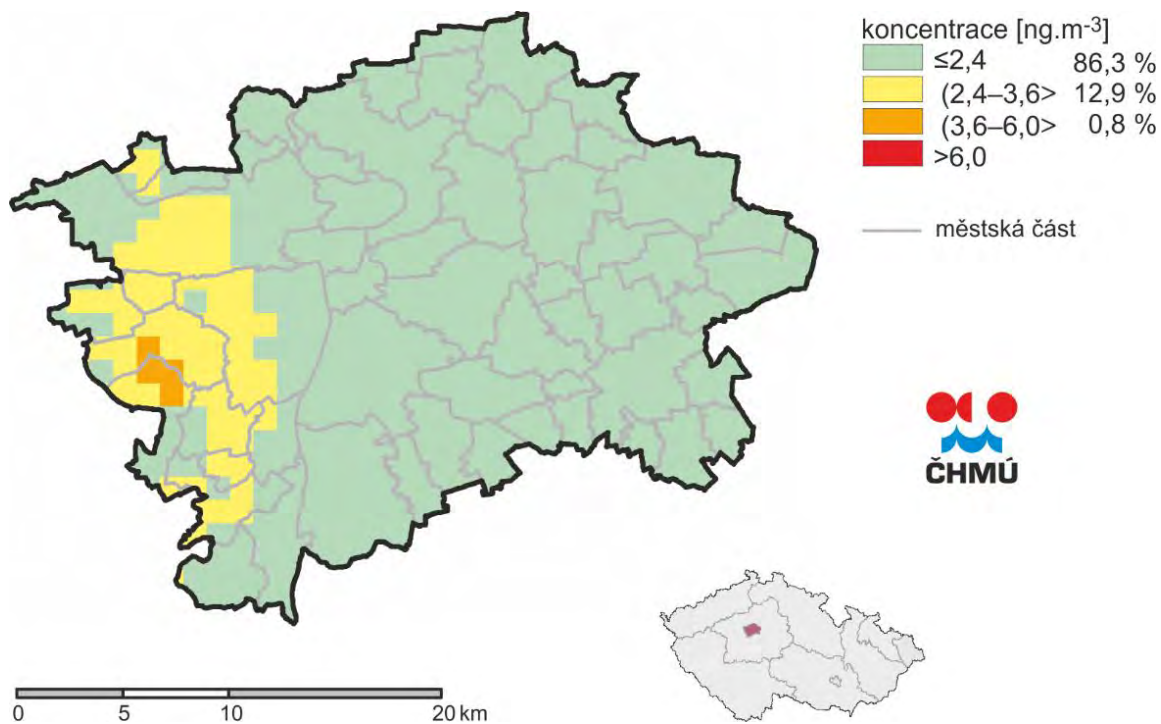 koncentrace [ng.m-3]
≤2,4 86,3 %
(2,4–3,6> 12,9 %
(3,6–6,0> 0,8 %
>6,0
městská část
ČHMÚ
0 5 10 20 km